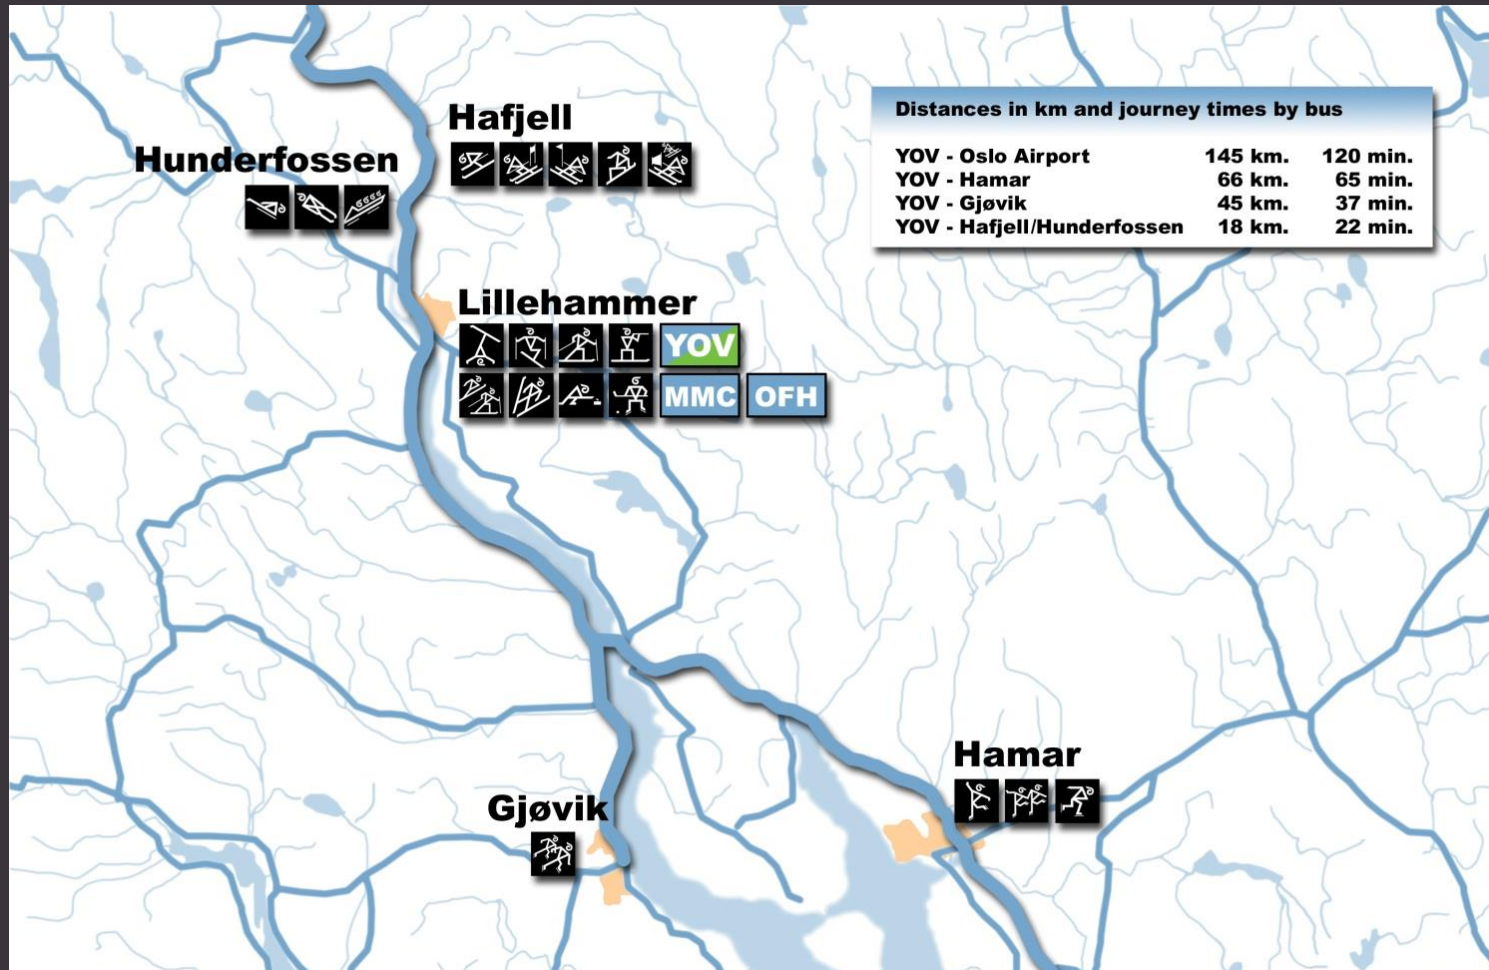 Hafjell
Hunderfossen
Distances in km and journey times by bus
YOV - Oslo Airport 145 km. 120 min.
YOV - Hamar 66 km. 65 min.
YOV - Gjøvik 45 km. 37 min.
YOV - Hafjell/Hunderfossen 18 km. 22 min.
Lillehammer
YOV
MMC OFH
Hamar
Gjøvik